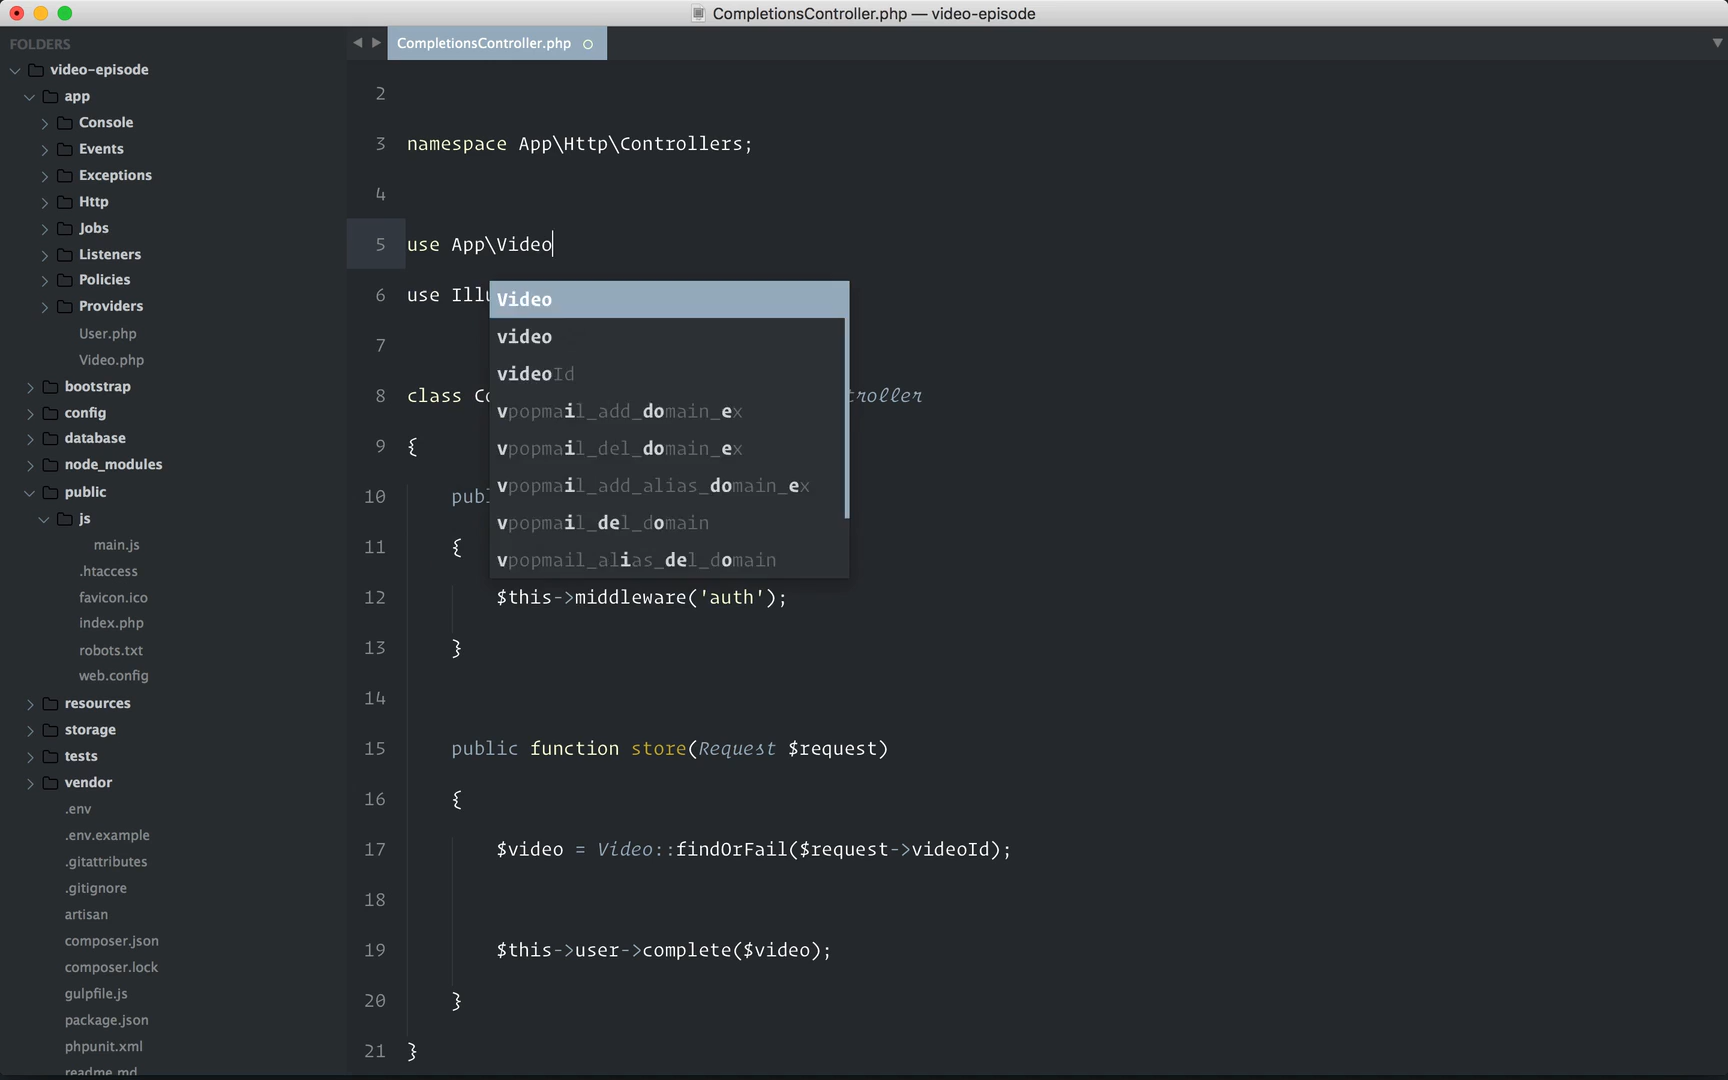 CompletionsController.php — video-episode
FOLDERS
video-episode
app
Console
Events
Exceptions
Http
Jobs
Listeners
Policies
Providers
User.php
Video.php
bootstrap
config
database
node_modules
public
js
main.js
.htaccess
favicon.ico
index.php
robots.txt
web.config
resources
storage
tests
vendor
.env
.env.example
.gitattributes
.gitignore
artisan
composer.json
composer.lock
gulpfile.js
package.json
phpunit.xml
readme.md
CompletionsController.php
2
3 namespace App\Http\Controllers;
4
5 use App\Video
6 use Illu
7
8 class Co troller
9 {
10 publ
11 {
12 $this->middleware('auth');
13 }
14
15 public function store(Request $request)
16 {
17 $video = Video::findOrFail($request->videoId);
18
19 $this->user->complete($video);
20 }
21 }
Video
video
videoId
vpopmail_add_domain_ex
vpopmail_del_domain_ex
vpopmail_add_alias_domain_ex
vpopmail_del_domain
vpopmail_alias_del_domain